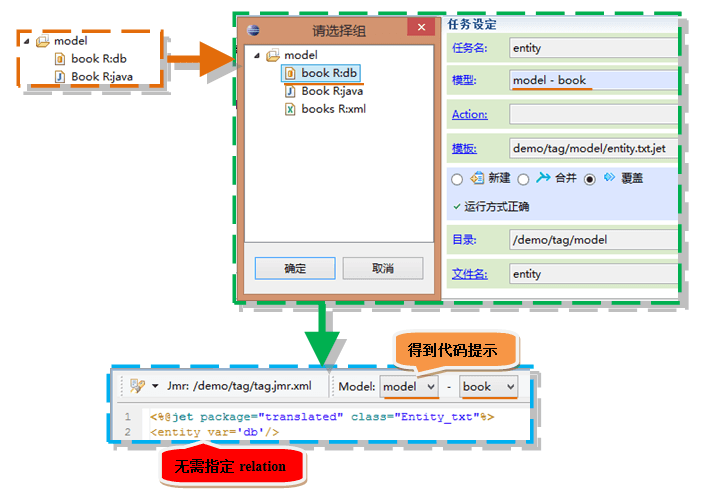 model
book R:db
Book R:java
请选择组
model
book R:db
Book R:java
books R:xml
确定
取消
任务设定
任务名:
entity
模型:
model - book
Action:
模板:
demo/tag/model/entity.txt.jet
新建
合并
覆盖
运行方式正确
目录:
/demo/tag/model
文件名:
entity
得到代码提示
Jmr: /demo/tag/tag.jmr.xml
Model:
model
-
book
1 <%@jet package="translated" class="Entity_txt"%>
2 <entity var='db'/>
无需指定 relation